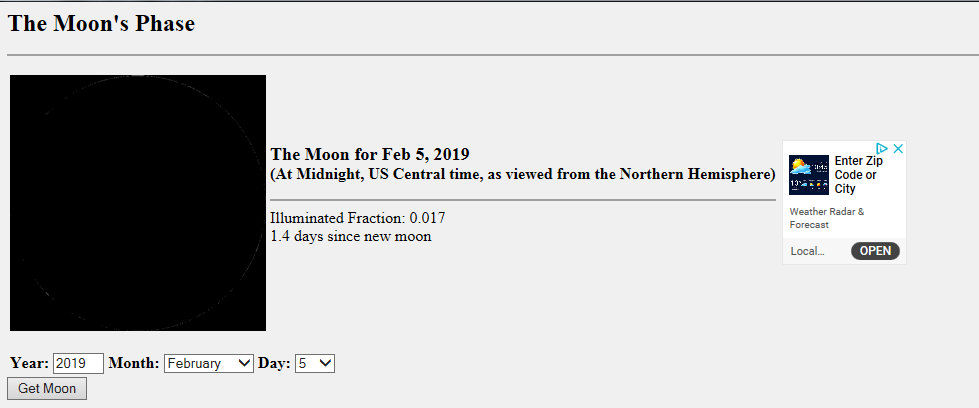 The Moon's Phase
The Moon for Feb 5, 2019
(At Midnight, US Central time, as viewed from the Northern Hemisphere)
Illuminated Fraction: 0.017
1.4 days since new moon
Enter Zip
Code or
City
Weather Radar &
Forecast
Local...
OPEN
Year: 2019 Month: February Day: 5
Get Moon